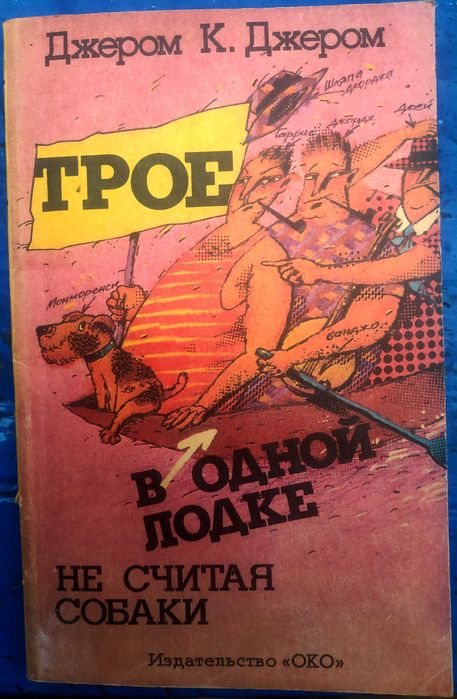 Джером К. Джером
Шляпа
Джорджа
Джей
Гаррис
Джордж
ТРОЕ
Монморенси
банджо
В ОДНОЙ
ЛОДКЕ
НЕ СЧИТАЯ
СОБАКИ
Издательство «ОКО»